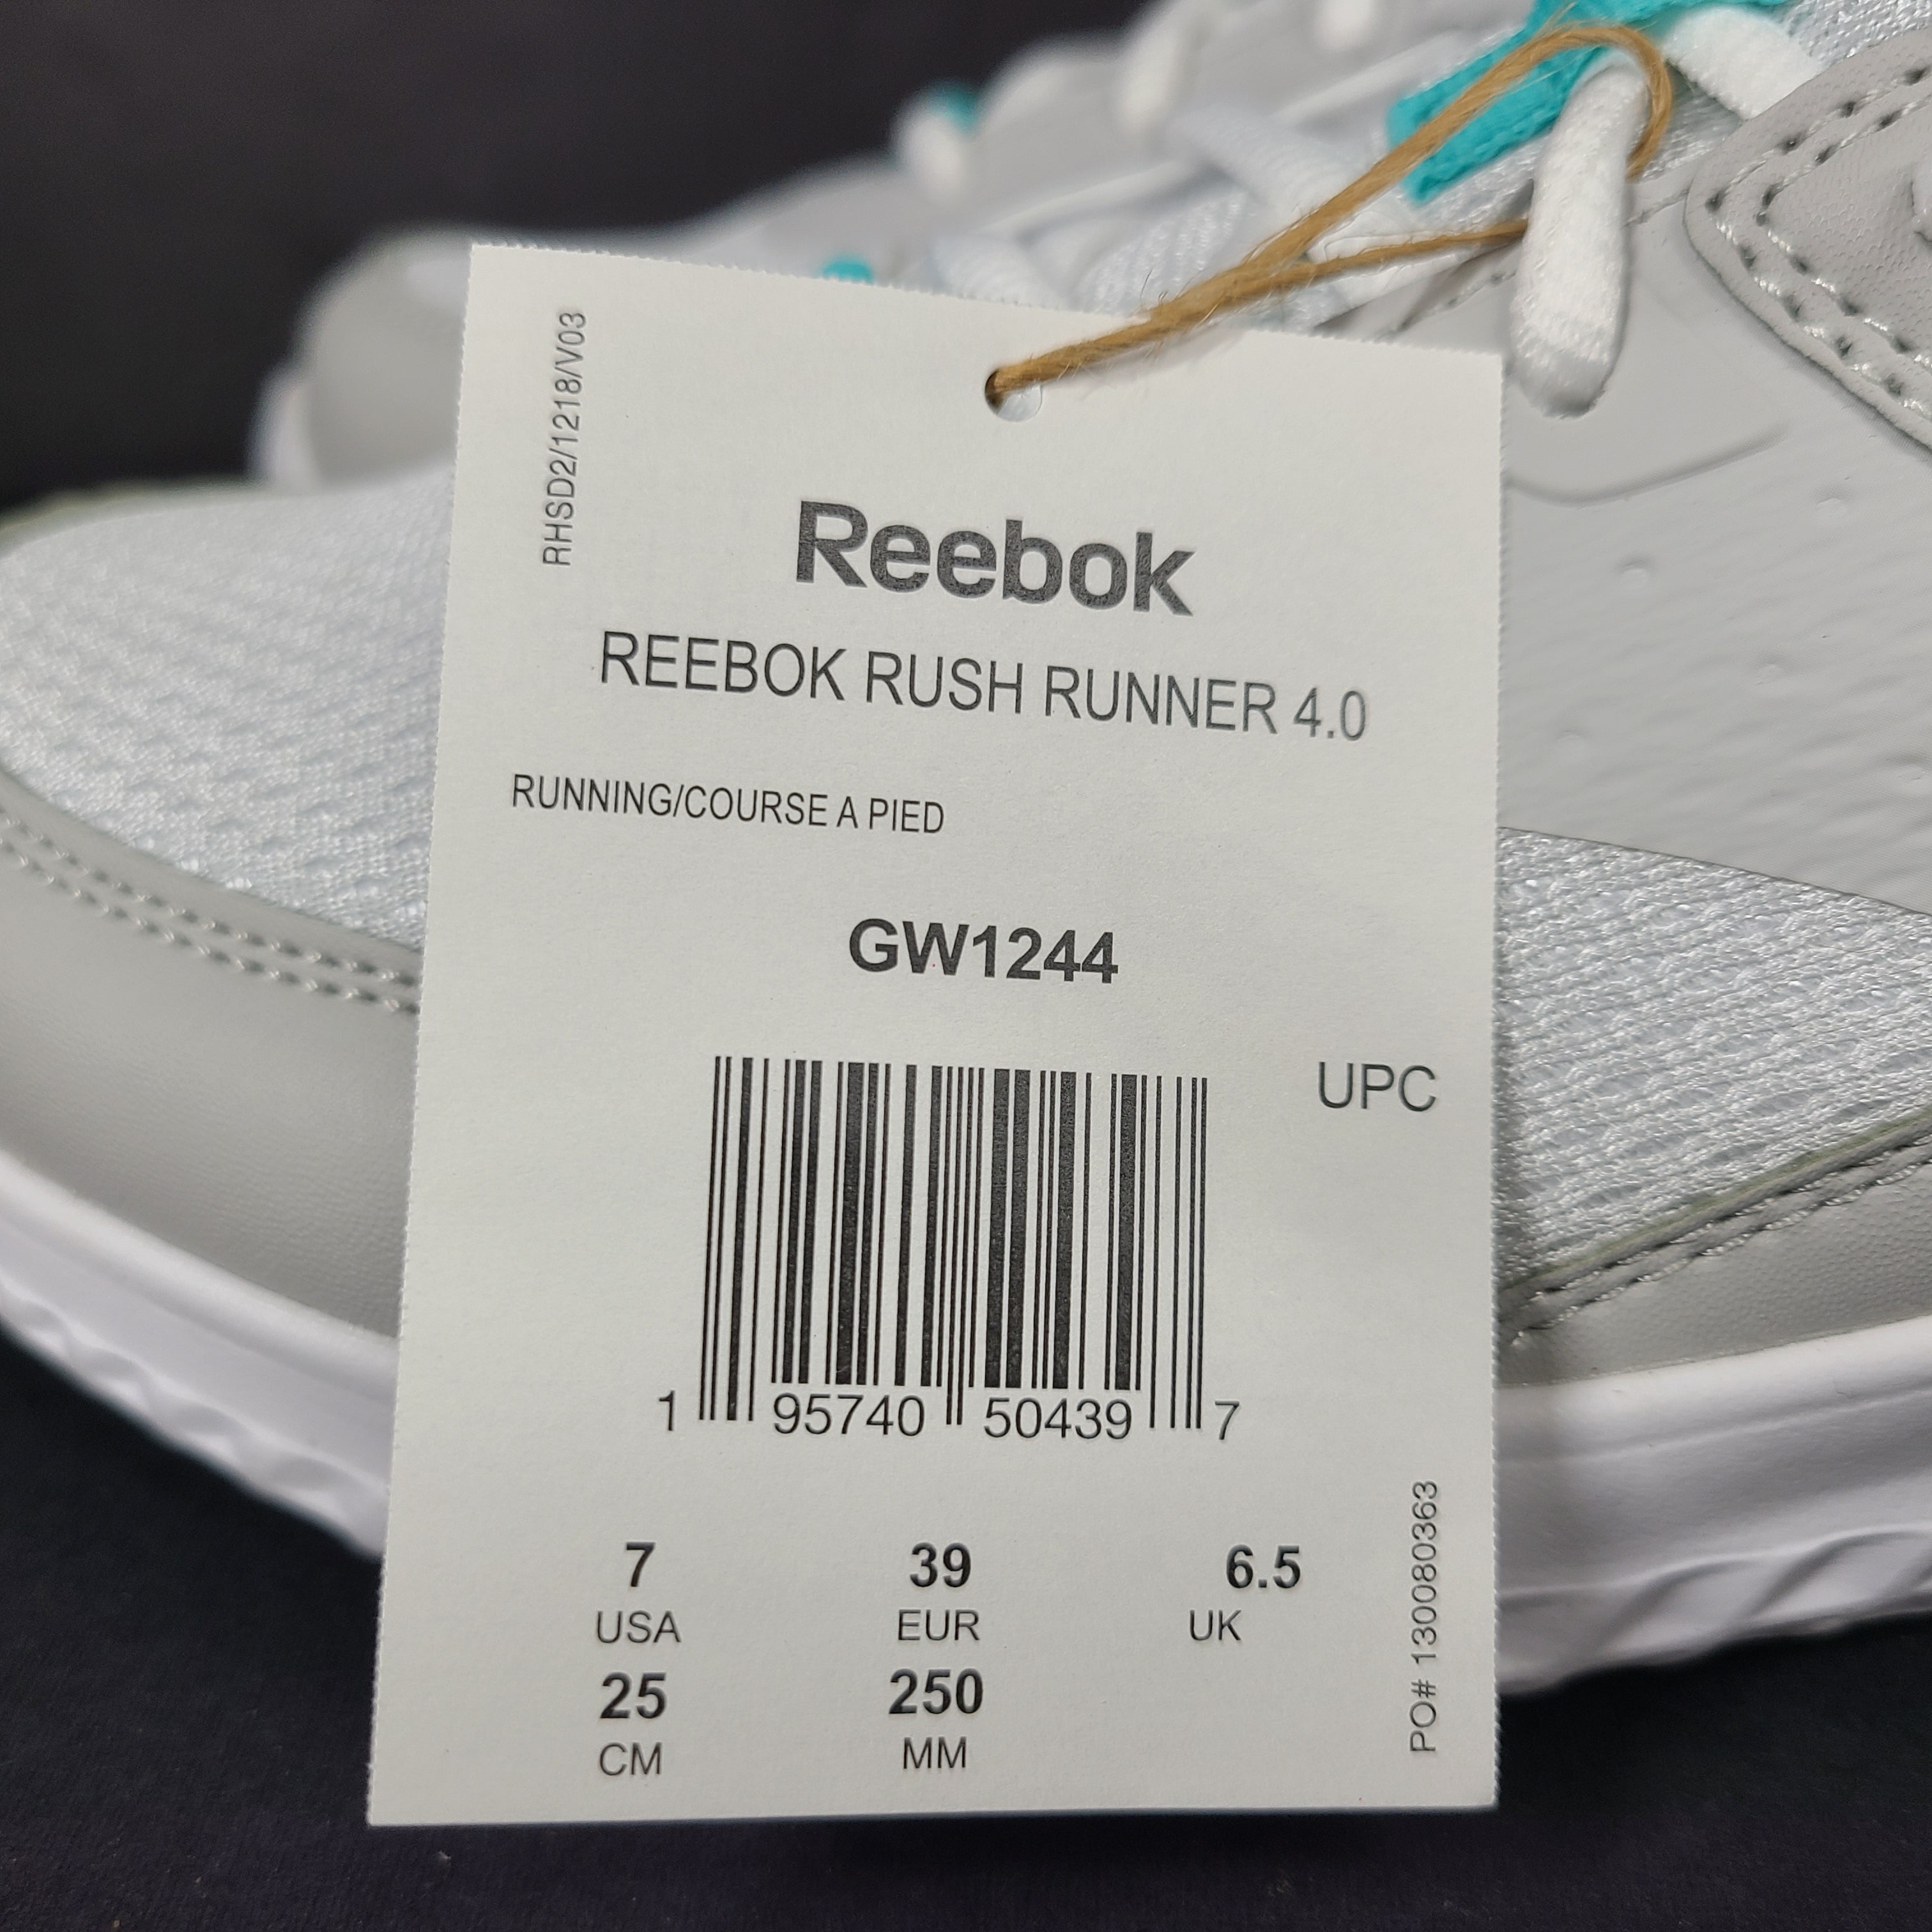 RHSD2/1218/V03
Reebok
REEBOK RUSH RUNNER 4.0
RUNNING/COURSE A PIED
GW1244
UPC
1 95740 50439 7
7 39 6.5
USA EUR UK
25 250
CM MM
PO# 130080363